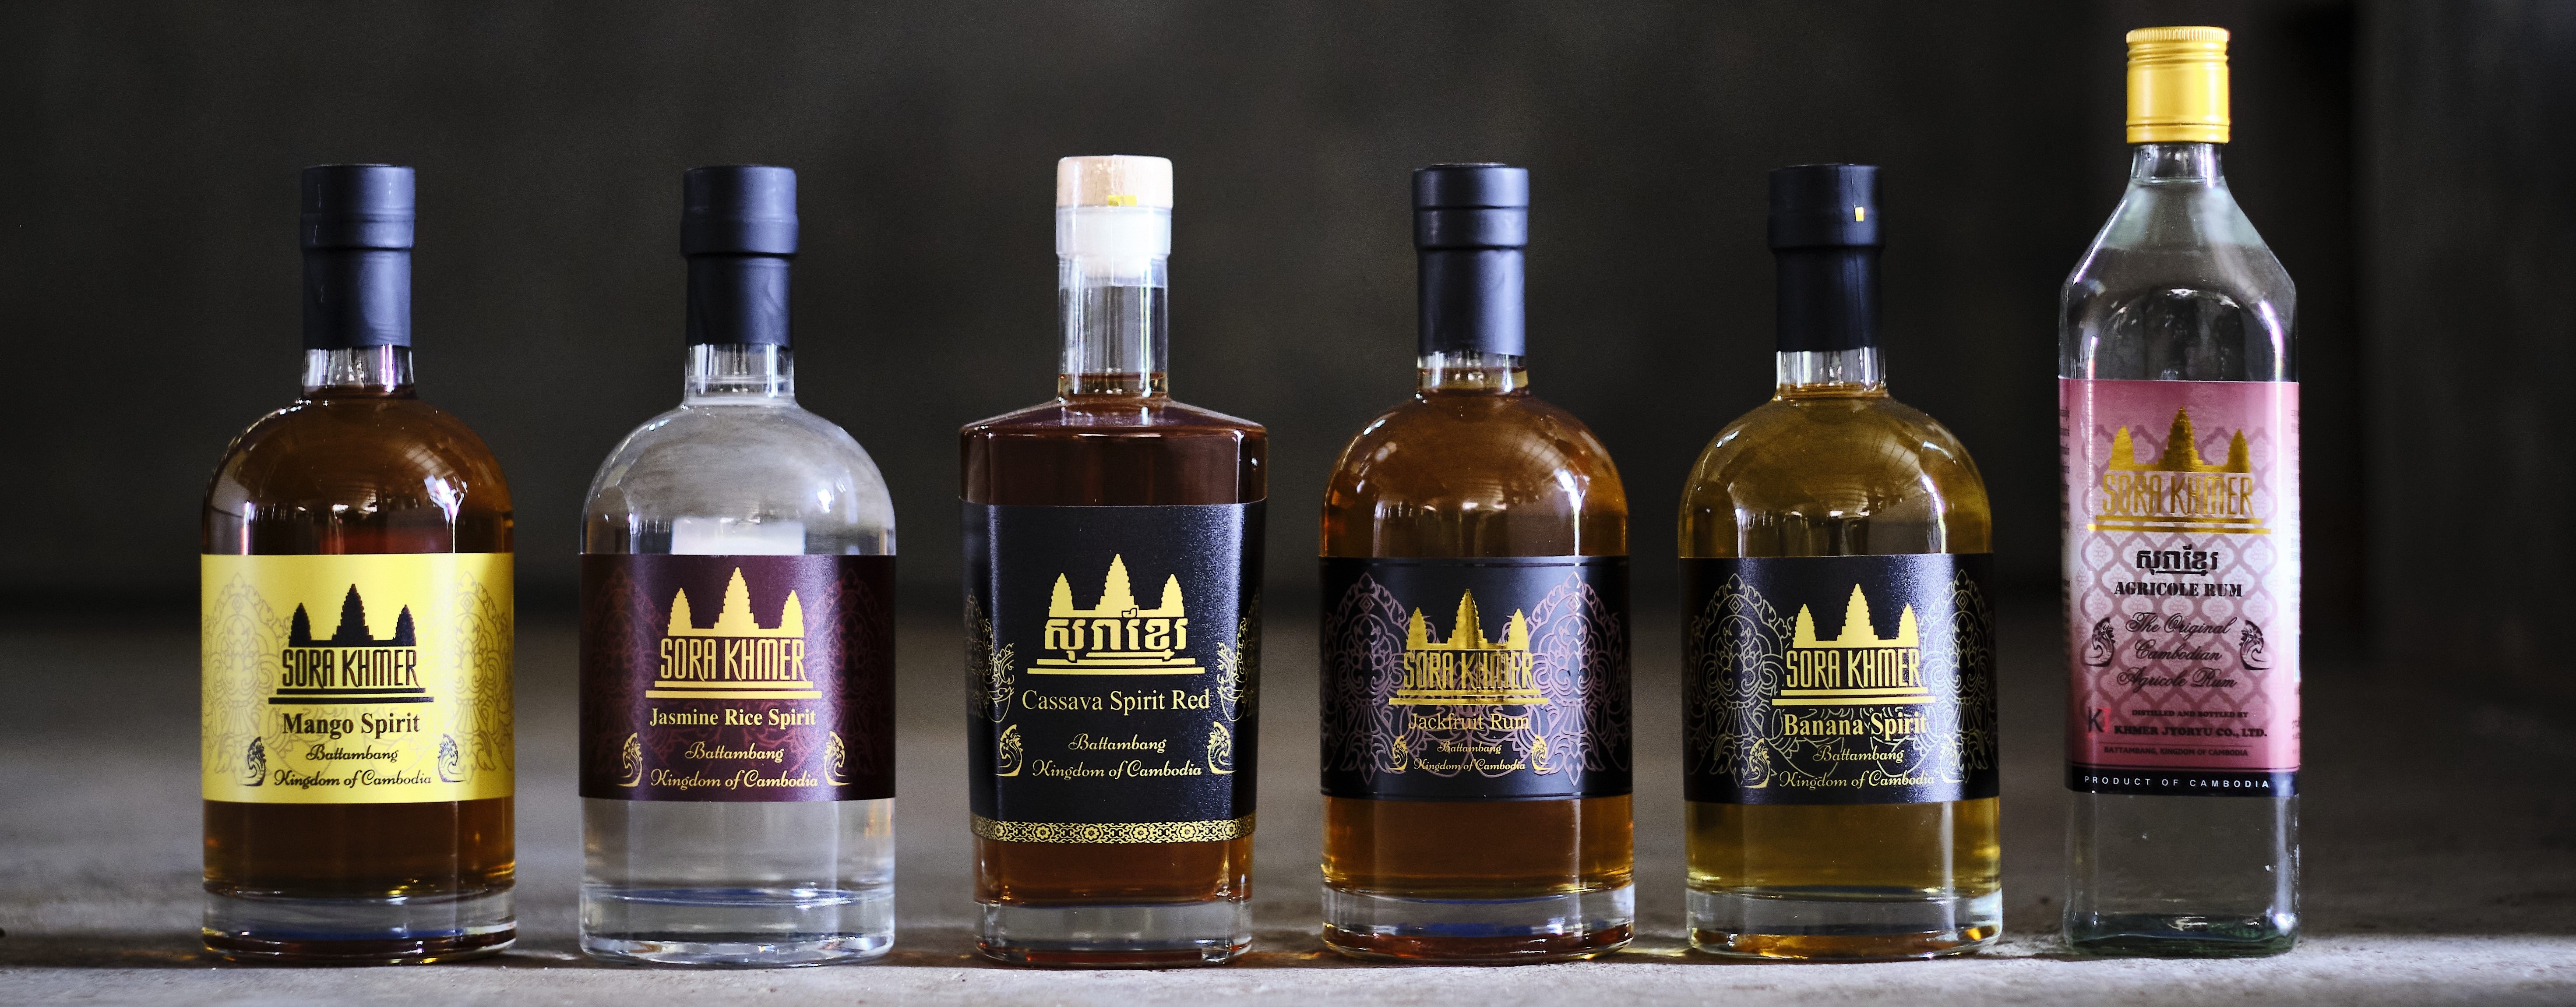 SORA KHMER
Mango Spirit
Battambang
Kingdom of Cambodia
SORA KHMER
Jasmine Rice Spirit
Battambang
Kingdom of Cambodia
សុរាខ្មែរ
Cassava Spirit Red
Battambang
Kingdom of Cambodia
SORA KHMER
Jackfruit Rum
Battambang
Kingdom of Cambodia
SORA KHMER
Banana Spirit
Battambang
Kingdom of Cambodia
SORA KHMER
សុរាខ្មែរ
AGRICOLE RUM
The Original
Cambodian
Agricole Rum
DISTILLED AND BOTTLED BY
KHMER JYORYU CO., LTD.
BATTAMBANG, KINGDOM OF CAMBODIA
PRODUCT OF CAMBODIA